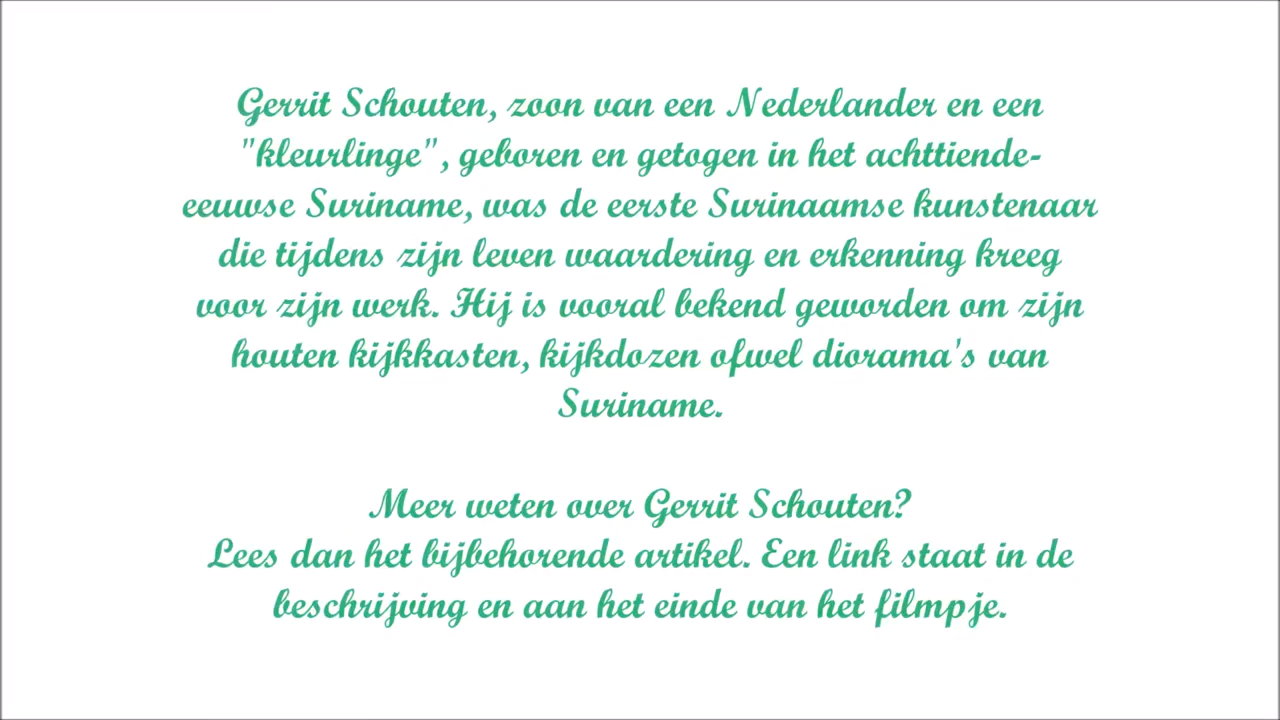 Gerrit Schouten, zoon van een Nederlander en een
"kleurlinge", geboren en getogen in het achttiende-
eeuwse Suriname, was de eerste Surinaamse kunstenaar
die tijdens zijn leven waardering en erkenning kreeg
voor zijn werk. Hij is vooral bekend geworden om zijn
houten kijkkasten, kijkdozen ofwel diorama's van
Suriname.
Meer weten over Gerrit Schouten?
Lees dan het bijbehorende artikel. Een link staat in de
beschrijving en aan het einde van het filmpje.